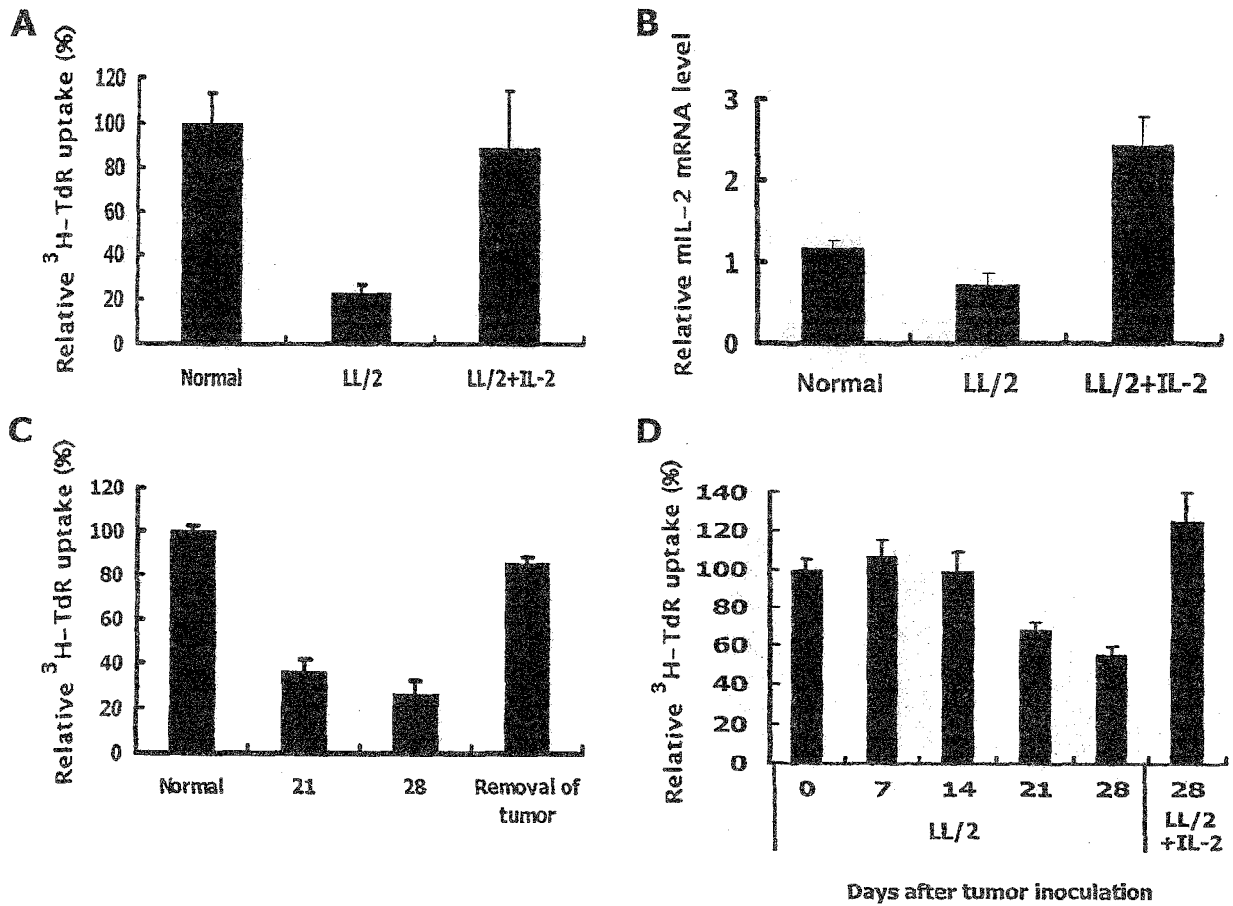 A
Relative ³H-TdR uptake (%)
120
100
80
60
40
20
0
Normal
LL/2
LL/2+IL-2
B
Relative mIL-2 mRNA level
3
2
1
0
Normal
LL/2
LL/2+IL-2
C
Relative ³H-TdR uptake (%)
120
100
80
60
40
20
0
Normal
21
28
Removal of
tumor
D
Relative ³H-TdR uptake (%)
140
120
100
80
60
40
20
0
0
7
14
21
28
28
LL/2
LL/2
+IL-2
Days after tumor inoculation